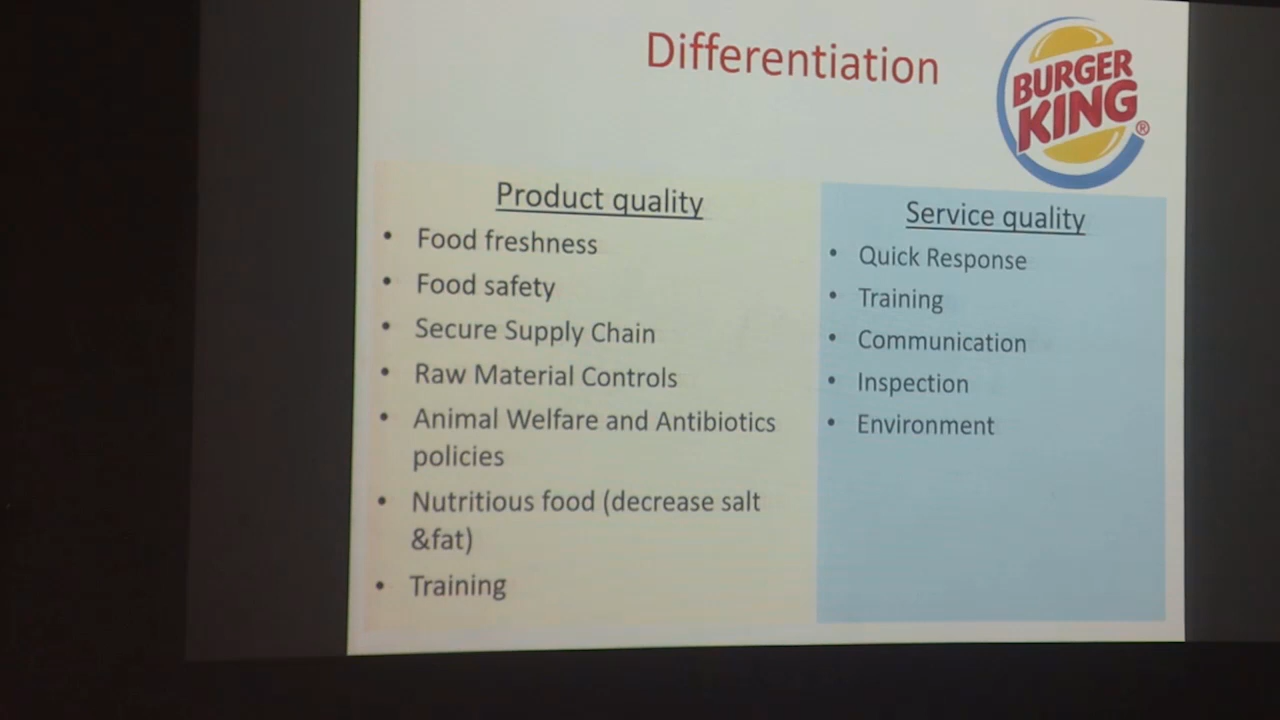 Differentiation
BURGER
KING®
Product quality
• Food freshness
• Food safety
• Secure Supply Chain
• Raw Material Controls
• Animal Welfare and Antibiotics
policies
• Nutritious food (decrease salt
&fat)
• Training
Service quality
• Quick Response
• Training
• Communication
• Inspection
• Environment